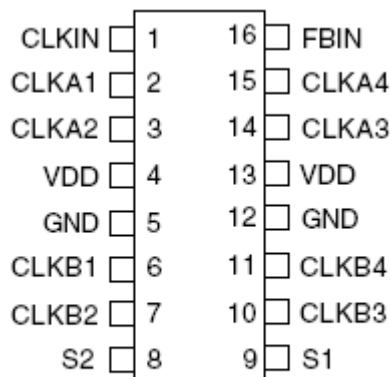 CLKIN 1 16 FBIN
CLKA1 2 15 CLKA4
CLKA2 3 14 CLKA3
VDD 4 13 VDD
GND 5 12 GND
CLKB1 6 11 CLKB4
CLKB2 7 10 CLKB3
S2 8 9 S1